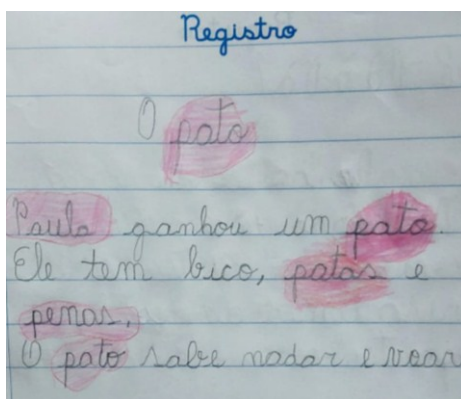 Registro
O pato
Paula ganhou um pato.
Ele tem bico, patas e
penas.
O pato sabe nadar e voar